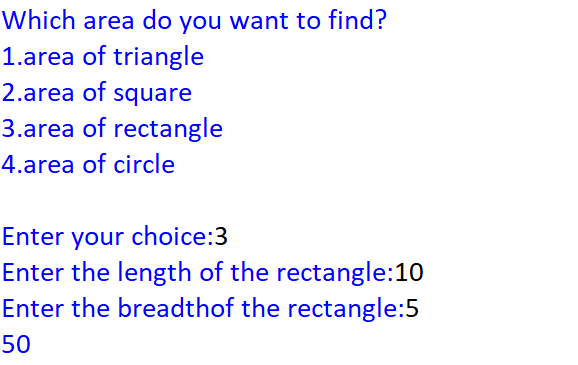 Which area do you want to find?
1.area of triangle
2.area of square
3.area of rectangle
4.area of circle
Enter your choice:3
Enter the length of the rectangle:10
Enter the breadthof the rectangle:5
50